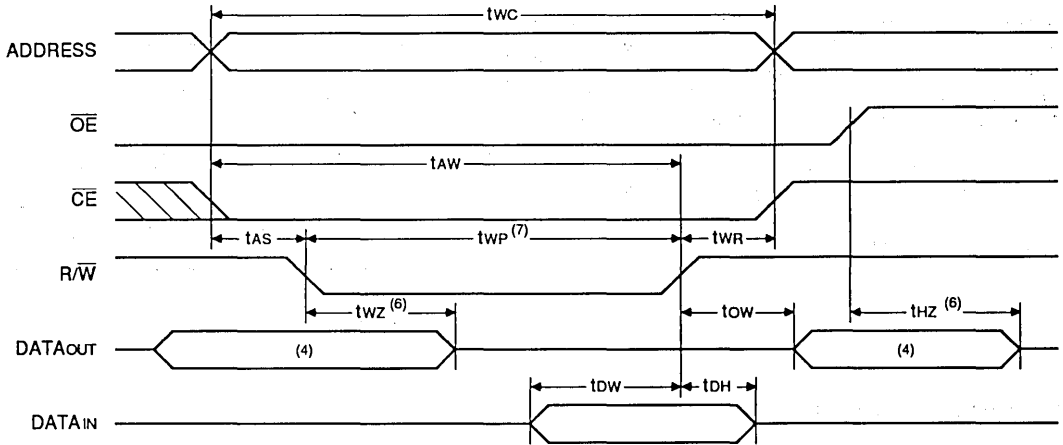 tWC
ADDRESS
OE
tAW
CE
tAS
tWP (7)
tWR
R/W
tWZ (6)
tOW
tHZ (6)
DATAOUT
(4)
(4)
tDW
tDH
DATAIN